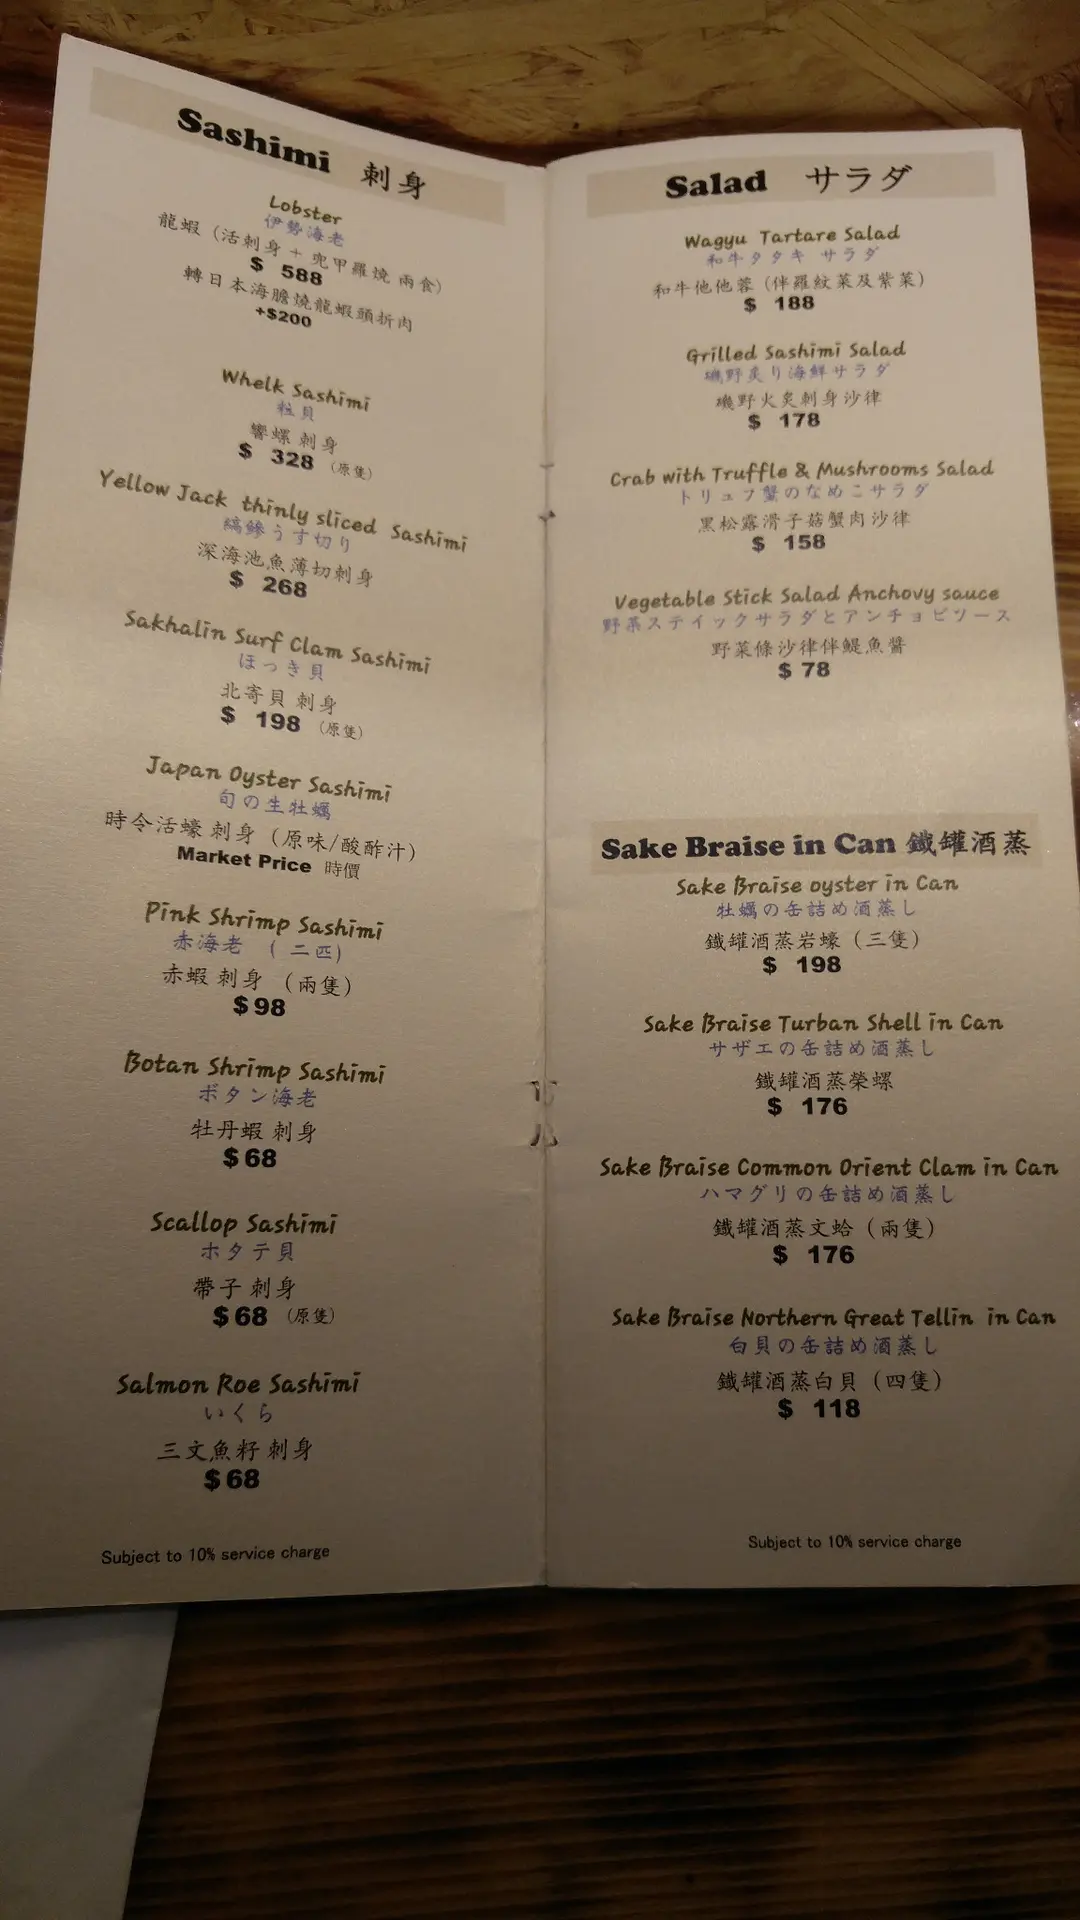 Sashimi 刺身
Lobster
伊勢海老
龍蝦 (活刺身 + 兜甲羅燒 兩食)
$ 588
轉日本海膽燒龍蝦頭折肉
+$200
Whelk Sashimi
粒貝
響螺 刺身
$ 328 (原隻)
Yellow Jack thinly sliced Sashimi
縞鰺うす切り
深海池魚薄切刺身
$ 268
Sakhalin Surf Clam Sashimi
ほっき貝
北寄貝 刺身
$ 198 (原隻)
Japan Oyster Sashimi
旬の生牡蠣
時令活蠔 刺身 (原味/酸酢汁)
Market Price 時價
Pink Shrimp Sashimi
赤海老 ( 二匹)
赤蝦 刺身 (兩隻)
$98
Botan Shrimp Sashimi
ボタン海老
牡丹蝦 刺身
$68
Scallop Sashimi
ホタテ貝
帶子 刺身
$68 (原隻)
Salmon Roe Sashimi
いくら
三文魚籽 刺身
$68
Subject to 10% service charge
Salad サラダ
Wagyu Tartare Salad
和牛タタキ サラダ
和牛他他蓉 (伴羅紋菜及紫菜)
$ 188
Grilled Sashimi Salad
磯野炙り海鮮サラダ
磯野火炙刺身沙律
$ 178
Crab with Truffle & Mushrooms Salad
トリュフ蟹のなめこサラダ
黑松露滑子菇蟹肉沙律
$ 158
Vegetable Stick Salad Anchovy sauce
野菜ステイックサラダとアンチョビソース
野菜條沙律伴鯷魚醬
$ 78
Sake Braise in Can 鐵罐酒蒸
Sake Braise oyster in Can
牡蠣の缶詰め酒蒸し
鐵罐酒蒸岩蠔 (三隻)
$ 198
Sake Braise Turban Shell in Can
サザエの缶詰め酒蒸し
鐵罐酒蒸榮螺
$ 176
Sake Braise Common Orient Clam in Can
ハマグリの缶詰め酒蒸し
鐵罐酒蒸文蛤 (兩隻)
$ 176
Sake Braise Northern Great Tellin in Can
白貝の缶詰め酒蒸し
鐵罐酒蒸白貝 (四隻)
$ 118
Subject to 10% service charge